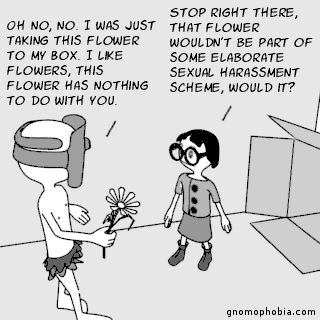 OH NO, NO. I WAS JUST
TAKING THIS FLOWER
TO MY BOX. I LIKE
FLOWERS, THIS
FLOWER HAS NOTHING
TO DO WITH YOU.
STOP RIGHT THERE,
THAT FLOWER
WOULDN'T BE PART OF
SOME ELABORATE
SEXUAL HARASSMENT
SCHEME, WOULD IT?
gnomophobia.com